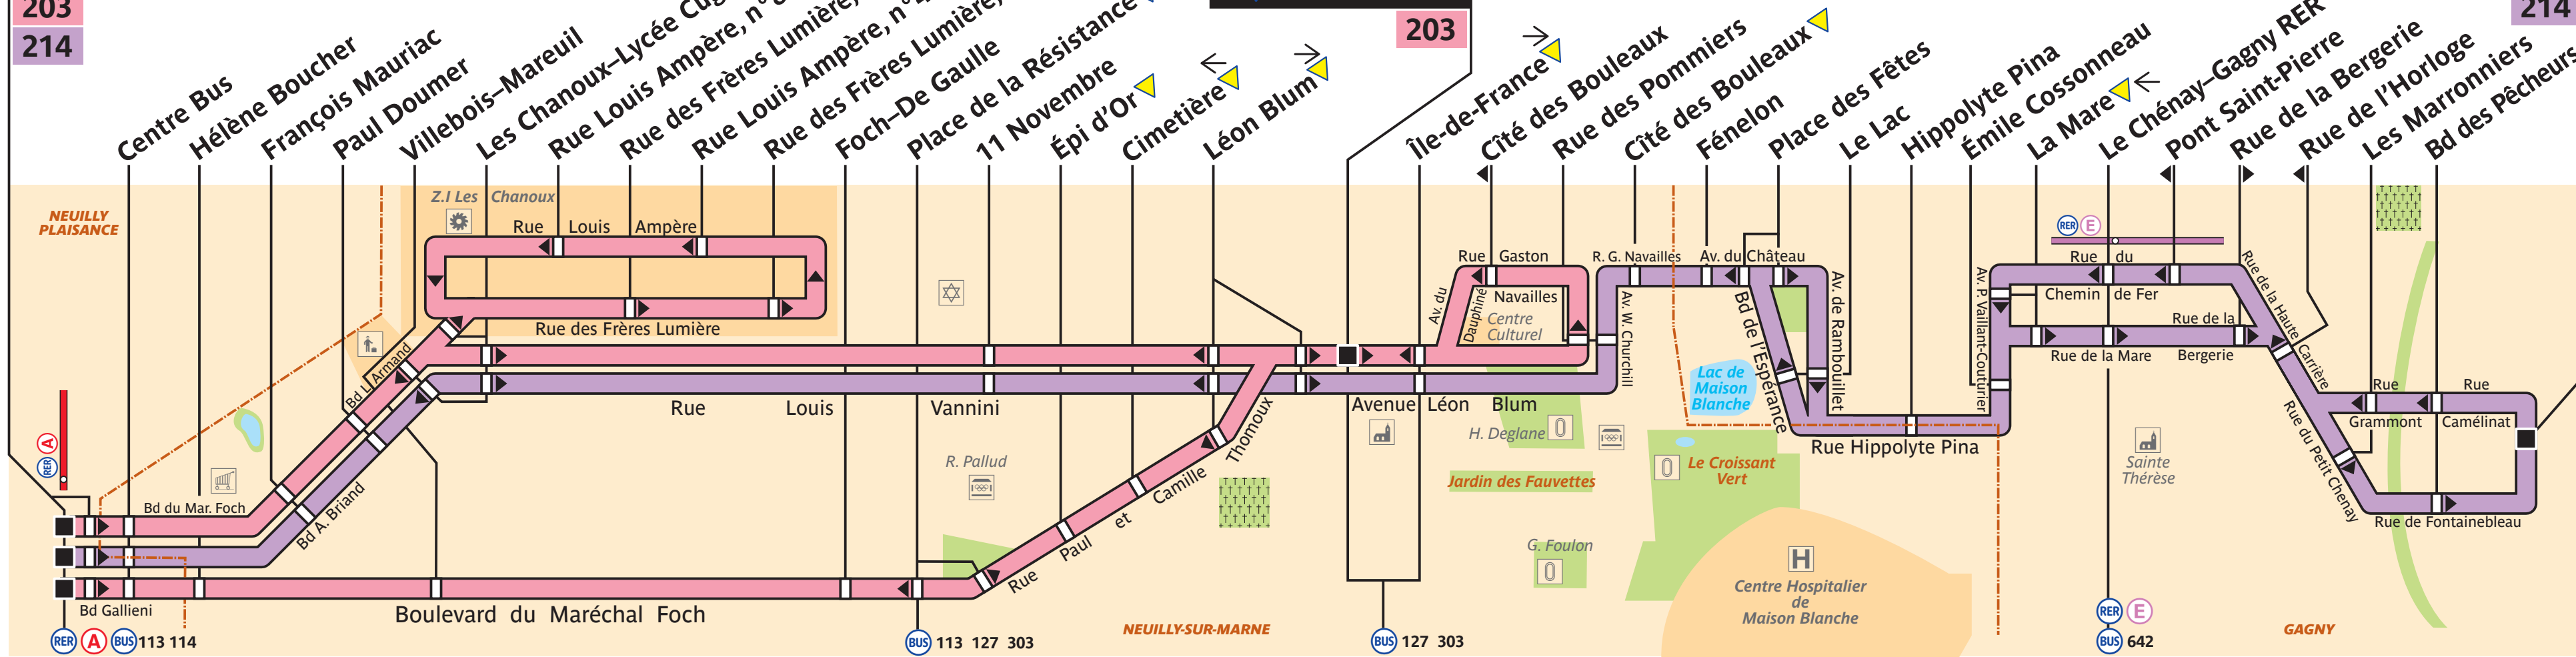 203
214
203
214
Centre Bus
Hélène Boucher
François Mauriac
Paul Doumer
Villebois–Mareuil
Les Chanoux–Lycée
Rue Louis Ampère,
Rue des Frères Lumière,
Rue Louis Ampère,
Rue des Frères Lumière,
Foch–De Gaulle
Place de la Résistance
11 Novembre
Épi d'Or
Cimetière
Léon Blum
Île-de-France
Cîté des Bouleaux
Rue des Pommiers
Cîté des Bouleaux
Fénelon
Place des Fêtes
Le Lac
Hippolyte Pina
Émile Cossonneau
La Mare
Le Chénay–Gagny RER
Pont Saint-Pierre
Rue de la Bergerie
Rue de l'Horloge
Les Marronniers
Bd des Pêcheurs
NEUILLY
PLAISANCE
Z.I Les Chanoux
Rue Louis Ampère
Rue des Frères Lumière
Bd L. Armand
RER A
Bd du Mar. Foch
Bd A. Briand
Bd Gallieni
Boulevard du Maréchal Foch
RER A BUS 113 114
Rue Louis Vannini
R. Pallud
Rue Paul et Camille Thomoux
BUS 113 127 303
NEUILLY-SUR-MARNE
Avenue Léon Blum
BUS 127 303
Rue Gaston
Navailles
Av. du
Dauphiné
Centre
Culturel
H. Deglane
Jardin des Fauvettes
G. Foulon
R. G. Navailles
Av. W. Churchill
Av. du Château
Bd de l'Espérance
Av. de Rambouillet
Lac de
Maison
Blanche
Le Croissant
Vert
Rue Hippolyte Pina
H
Centre Hospitalier
de
Maison Blanche
Av. P. Vaillant-Couturier
RER E
Rue du
Chemin de Fer
Rue de la
Bergerie
Rue de la Mare
Rue de la Haute Carrière
Rue du Petit Chenay
Sainte
Thérèse
RER E
BUS 642
Rue
Grammont
Rue
Camélinat
Rue de Fontainebleau
GAGNY